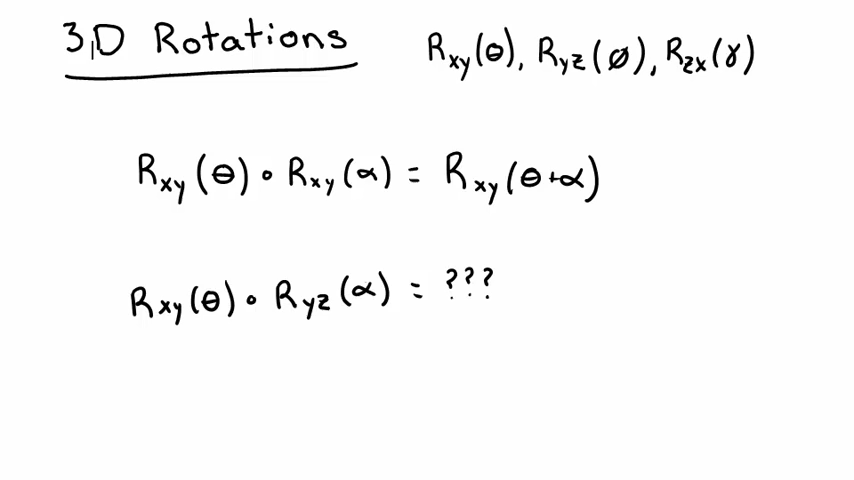 3D Rotations
Rxy(θ), Ryz(ø), Rzx(γ)
Rxy(θ) • Rxy(α) = Rxy(θ+α)
Rxy(θ) • Ryz(α) = ???